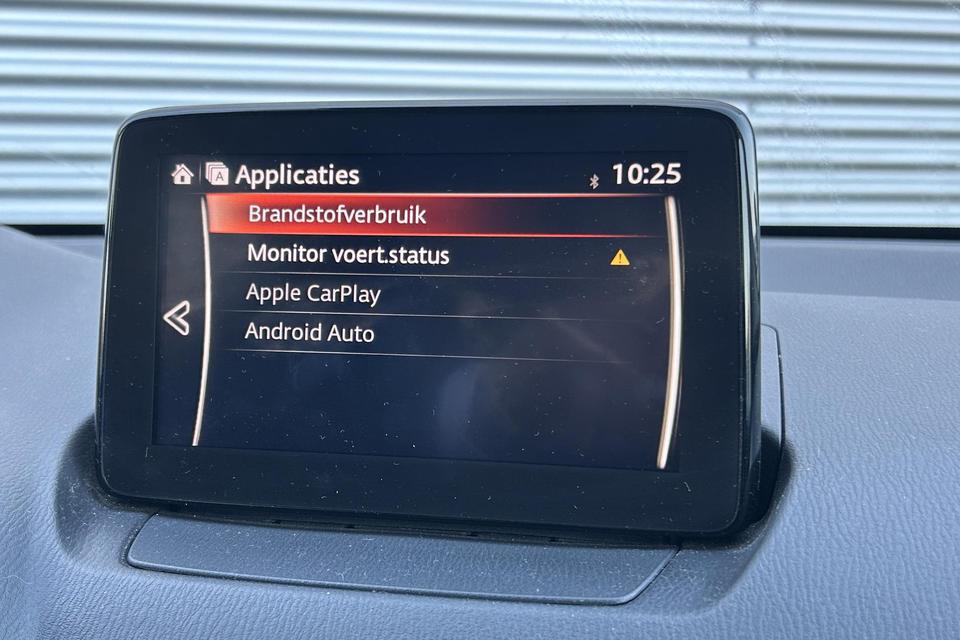 Applicaties 10:25
Brandstofverbruik
Monitor voert.status
Apple CarPlay
Android Auto